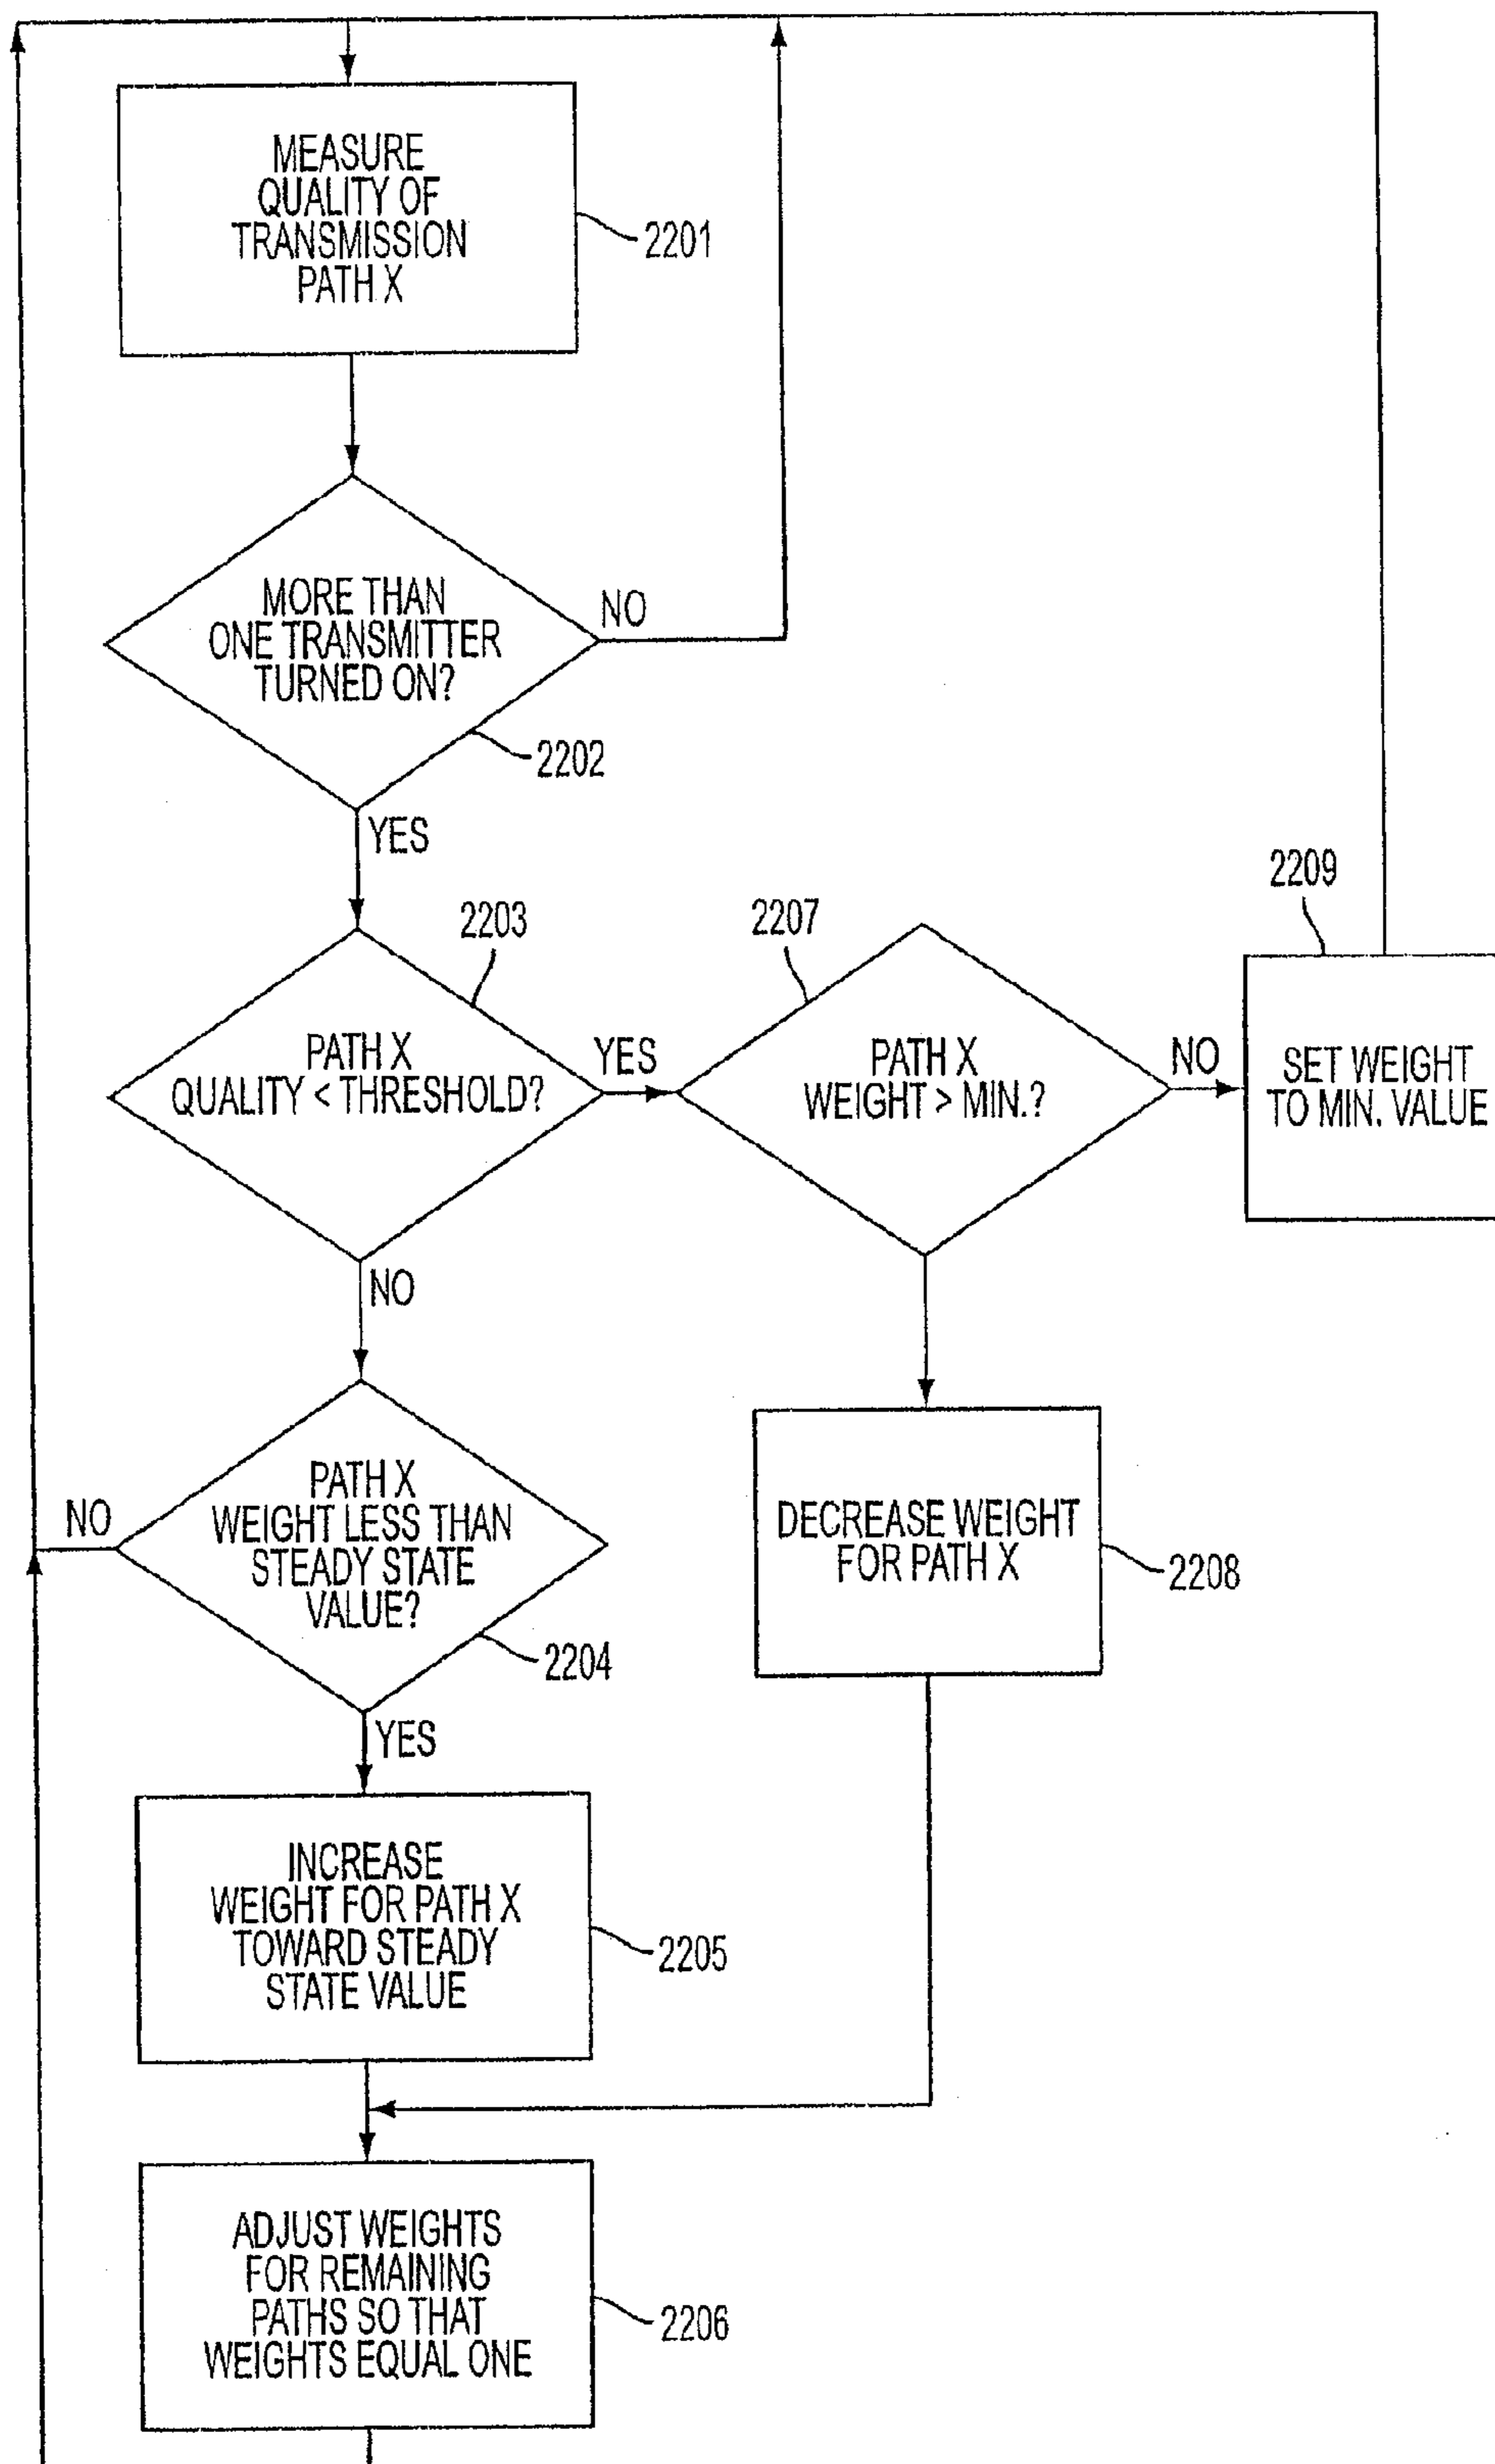 MEASURE
QUALITY OF
TRANSMISSION
PATH X
2201
MORE THAN
ONE TRANSMITTER
TURNED ON?
NO
2202
YES
2203
PATH X
QUALITY < THRESHOLD?
YES
2207
PATH X
WEIGHT > MIN.?
NO
2209
SET WEIGHT
TO MIN. VALUE
NO
PATH X
WEIGHT LESS THAN
STEADY STATE
VALUE?
NO
2204
YES
DECREASE WEIGHT
FOR PATH X
2208
INCREASE
WEIGHT FOR PATH X
TOWARD STEADY
STATE VALUE
2205
ADJUST WEIGHTS
FOR REMAINING
PATHS SO THAT
WEIGHTS EQUAL ONE
2206